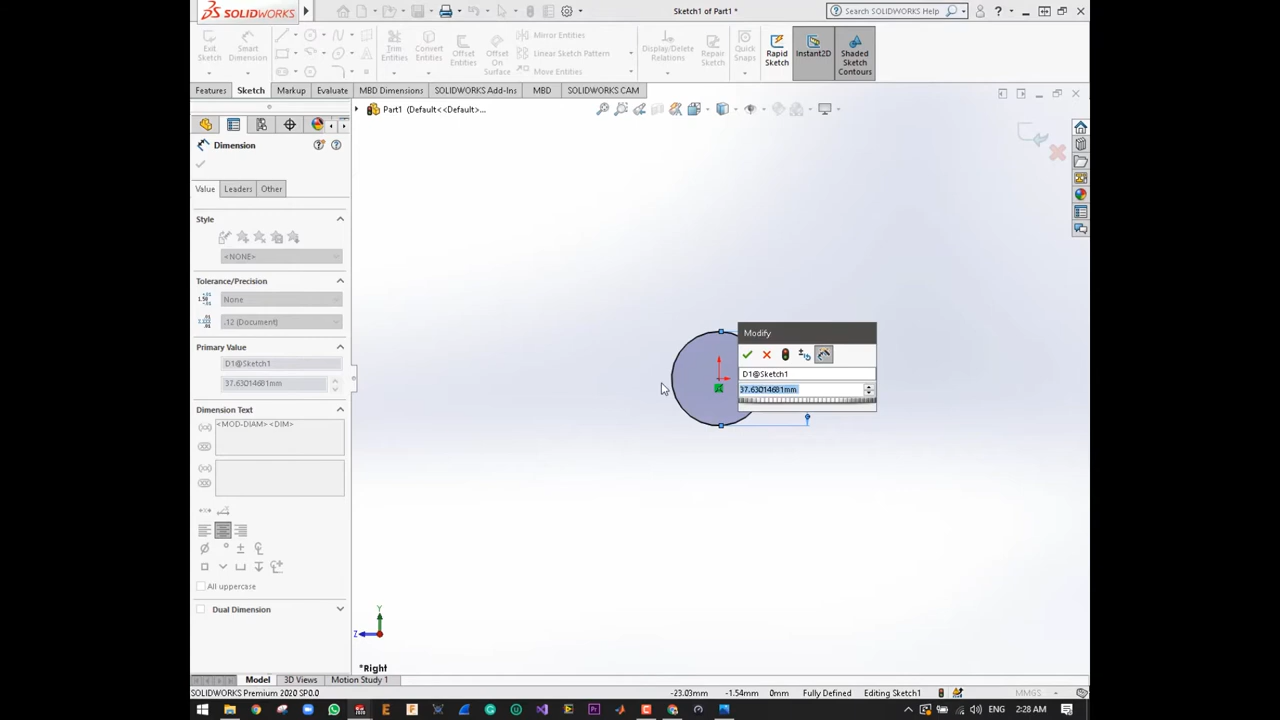 SOLIDWORKS
Sketch1 of Part1 *
Search SOLIDWORKS Help
Exit Sketch
Smart Dimension
Trim Entities
Convert Entities
Offset Entities
Offset On Surface
Mirror Entities
Linear Sketch Pattern
Move Entities
Display/Delete Relations
Repair Sketch
Quick Snaps
Rapid Sketch
Instant2D
Shaded Sketch Contours
Features
Sketch
Markup
Evaluate
MBD Dimensions
SOLIDWORKS Add-Ins
MBD
SOLIDWORKS CAM
Part1 (Default<<Default>...
Dimension
Value
Leaders
Other
Style
<NONE>
Tolerance/Precision
None
.12 (Document)
Primary Value
D1@Sketch1
37.63014681mm
Dimension Text
<MOD-DIAM> <DIM>
All uppercase
Dual Dimension
Modify
D1@Sketch1
37.63014681mm
Y
Z
*Right
Model
3D Views
Motion Study 1
SOLIDWORKS Premium 2020 SP0.0
-23.03mm
-1.54mm
0mm
Fully Defined
Editing Sketch1
MMGS
ENG
2:28 AM